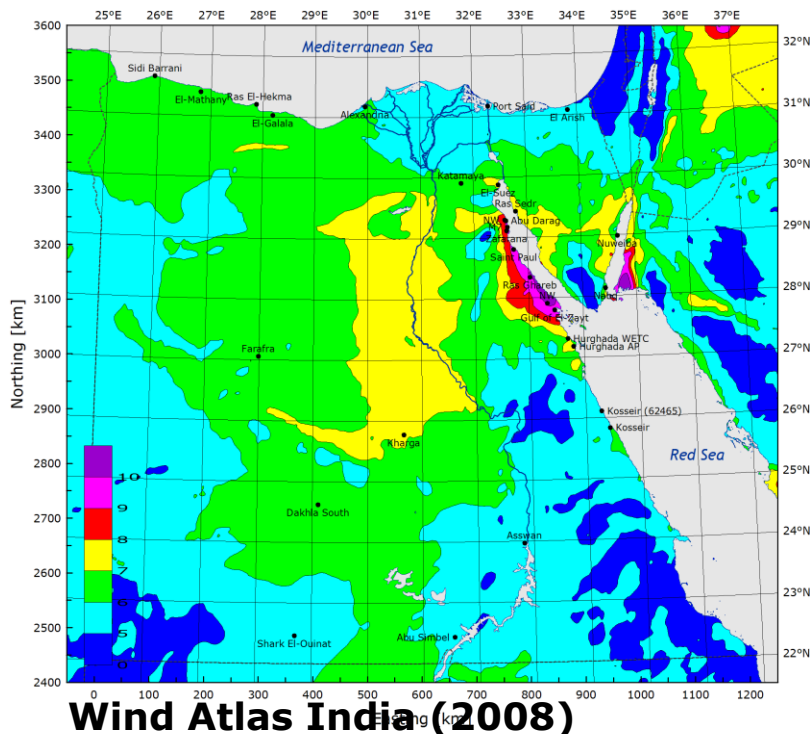 25°E 26°E 27°E 28°E 29°E 30°E 31°E 32°E 33°E 34°E 35°E 36°E 37°E
3600
32°N
Mediterranean Sea
Sidi Barrani
3500
El-Mathany
Ras El-Hekma
Alexandria
Port Said
31°N
El-Galala
El Arish
3400
30°N
Katamaya
3300
El-Suez
Ras Sedr
NW
Abu Darag
29°N
Zafarana
Nuweiba
3200
Saint Paul
Ras Ghareb
Nabq
28°N
NW
3100
Gulf of El-Zayt
Hurghada WETC
Hurghada AP
27°N
Farafra
3000
Northing [km]
26°N
2900
Kosseir (62465)
Kharga
Kosseir
Red Sea
25°N
2800
10
9
Dakhla South
2700
24°N
8
Asswan
7
2600
23°N
6
2500
5
Shark El-Ouinat
Abu Simbel
22°N
0
2400
0 100 200 300 400 500 600 700 800 900 1000 1100 1200
Easting [km]
Wind Atlas India (2008)